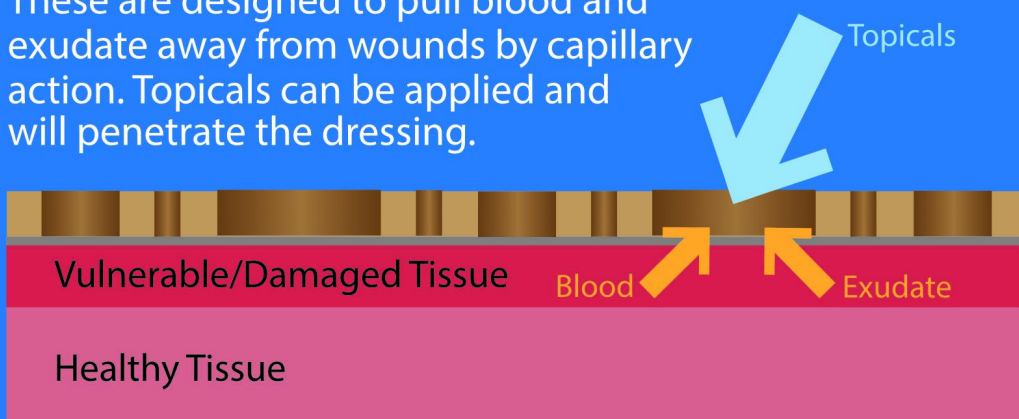 These are designed to pull blood and
exudate away from wounds by capillary
action. Topicals can be applied and
will penetrate the dressing.
Topicals
Vulnerable/Damaged Tissue
Blood
Exudate
Healthy Tissue